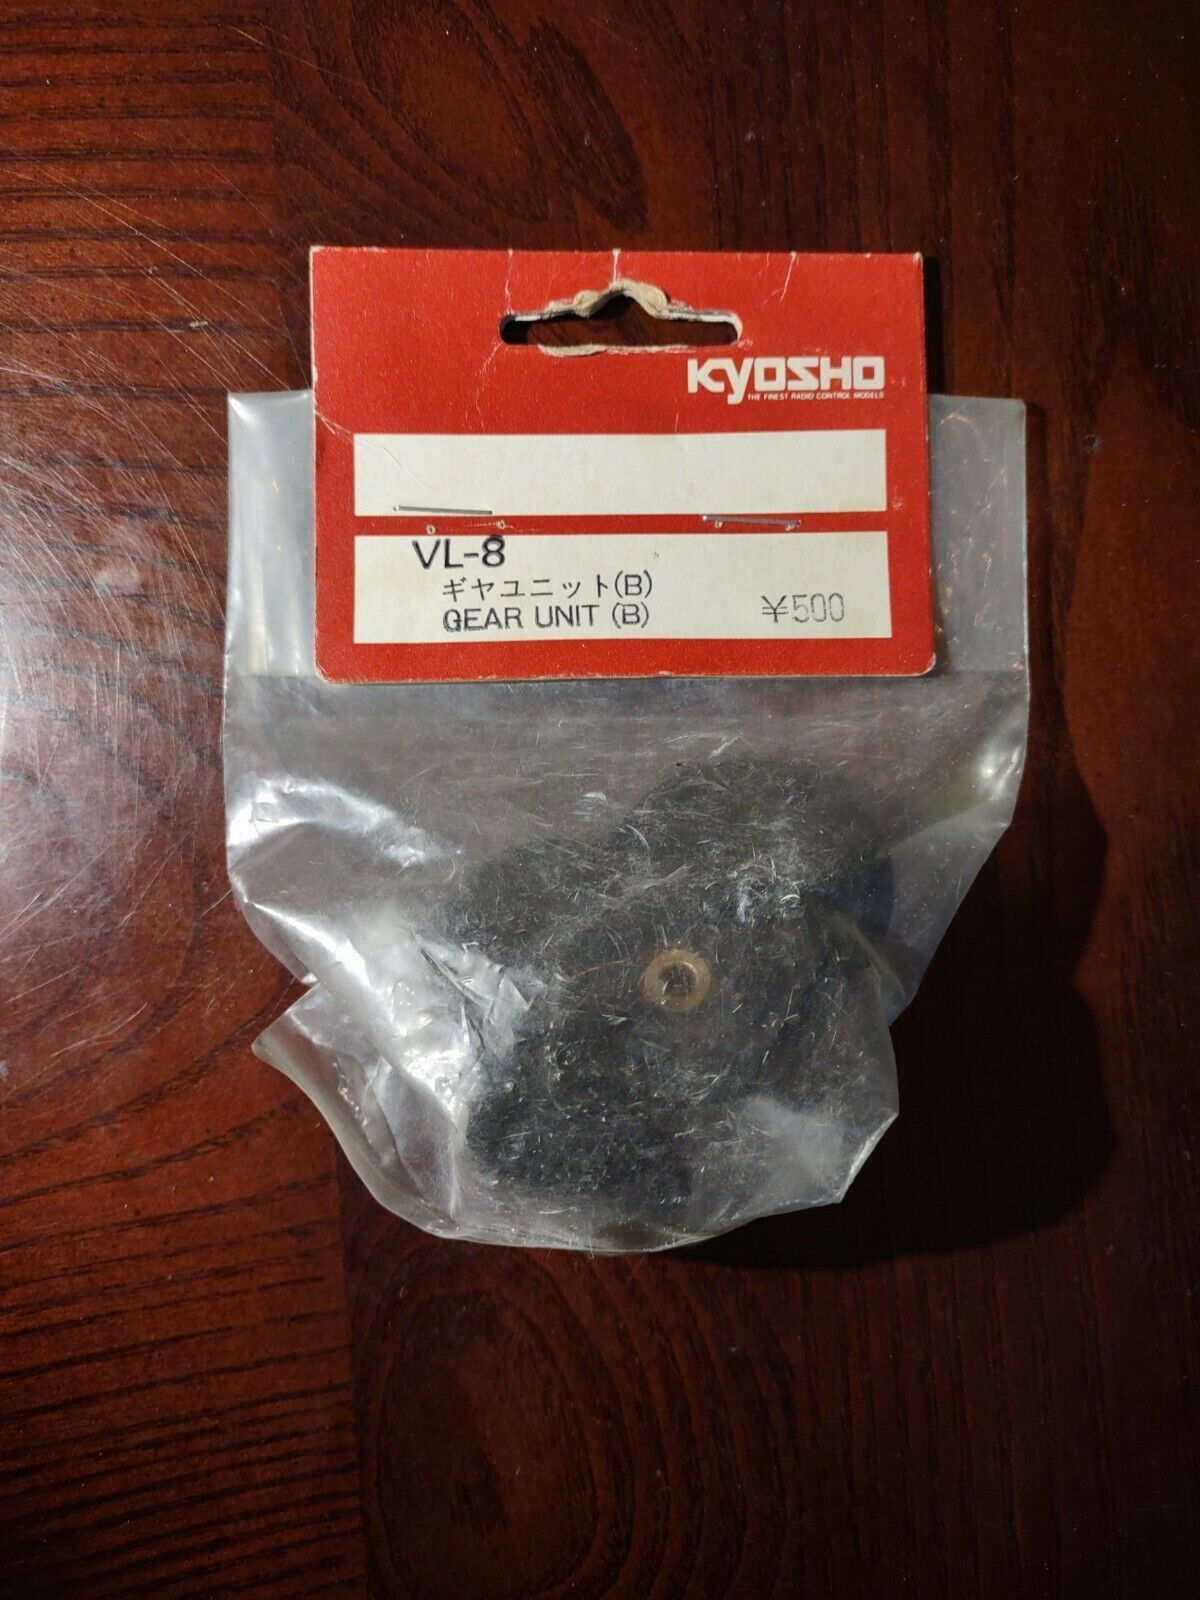 KYOSHO
THE FINEST RADIO CONTROL MODELS
VL-8
ギヤユニット(B)
GEAR UNIT (B)
¥500